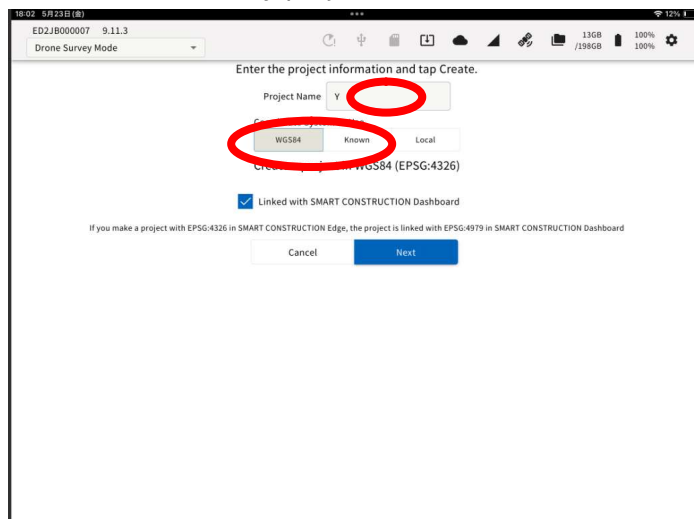 18:02 5月23日(金)
12%
ED2JB000007 9.11.3
Drone Survey Mode
13GB
/198GB
100%
100%
Enter the project information and tap Create.
Project Name Y
WGS84 Known Local
WGS84 (EPSG:4326)
Linked with SMART CONSTRUCTION Dashboard
If you make a project with EPSG:4326 in SMART CONSTRUCTION Edge, the project is linked with EPSG:4979 in SMART CONSTRUCTION Dashboard
Cancel Next